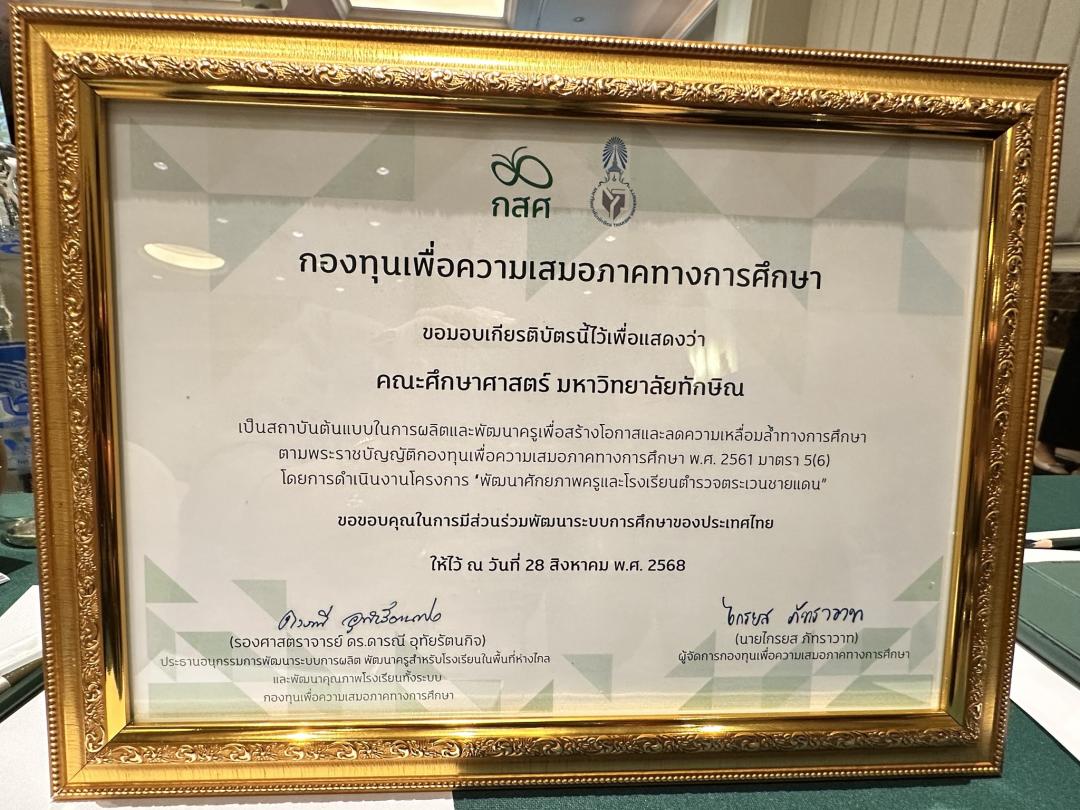 กสศ
กองทุนเพื่อความเสมอภาคทางการศึกษา
ขอมอบเกียรติบัตรนี้ไว้เพื่อแสดงว่า
คณะศึกษาศาสตร์ มหาวิทยาลัยทักษิณ
เป็นสถาบันต้นแบบในการผลิตและพัฒนาครูเพื่อสร้างโอกาสและลดความเหลื่อมล้ำทางการศึกษา
ตามพระราชบัญญัติกองทุนเพื่อความเสมอภาคทางการศึกษา พ.ศ. 2561 มาตรา 5(6)
โดยการดำเนินงานโครงการ "พัฒนาศักยภาพครูและโรงเรียนตำรวจตระเวนชายแดน"
ขอขอบคุณในการมีส่วนร่วมพัฒนาระบบการศึกษาของประเทศไทย
ให้ไว้ ณ วันที่ 28 สิงหาคม พ.ศ. 2568
(รองศาสตราจารย์ ดร.ดารณี อุทัยรัตนกิจ)
ประธานอนุกรรมการพัฒนาระบบการผลิต พัฒนาครูสำหรับโรงเรียนในพื้นที่ห่างไกล
และพัฒนาคุณภาพโรงเรียนทั้งระบบ
กองทุนเพื่อความเสมอภาคทางการศึกษา
ไกรยส ภัทราวาท
(นายไกรยส ภัทราวาท)
ผู้จัดการกองทุนเพื่อความเสมอภาคทางการศึกษา